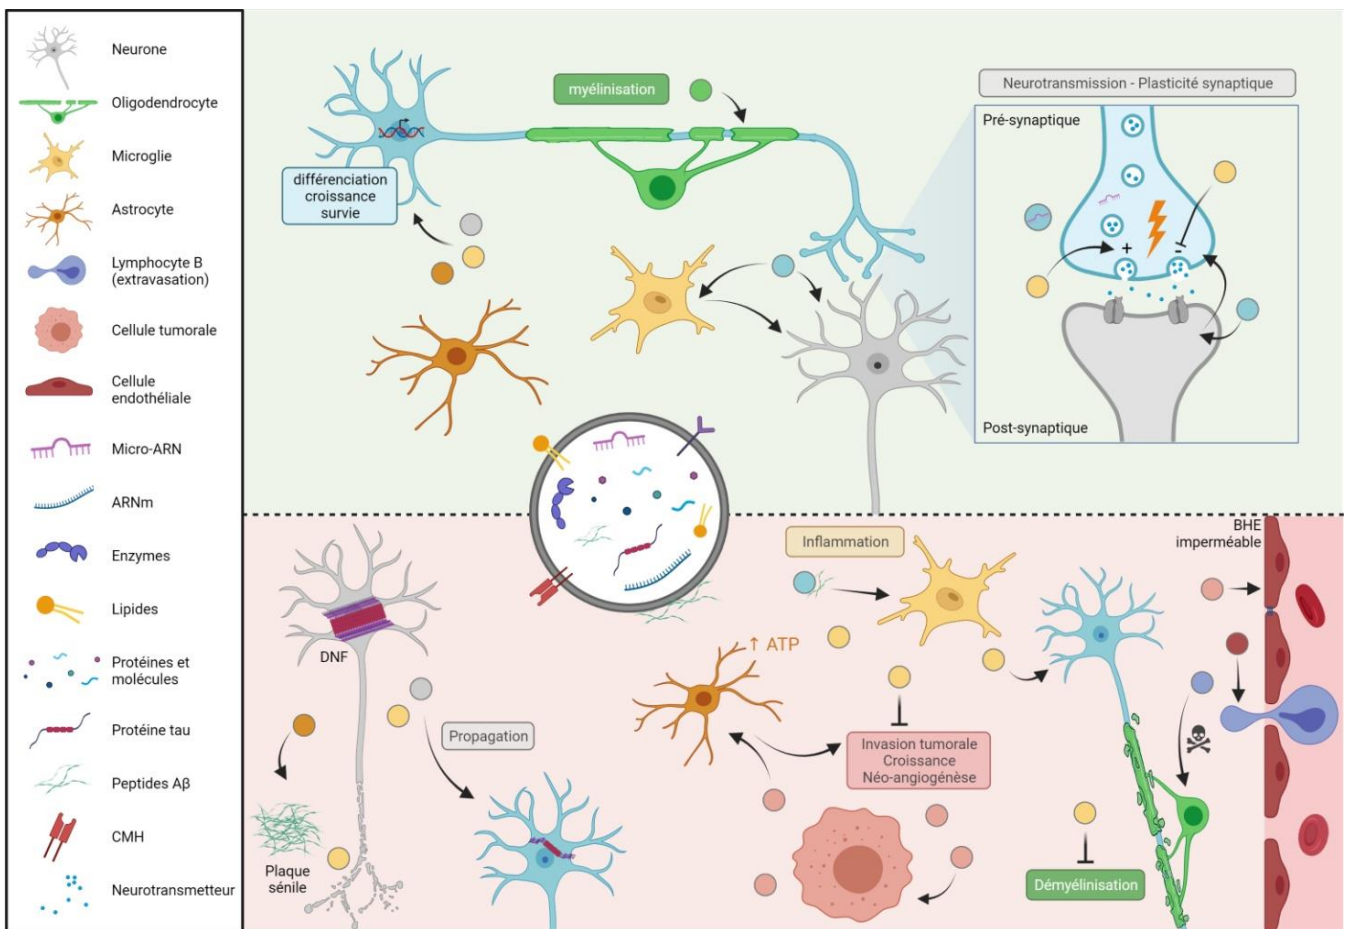 Neurone
Oligodendrocyte
Microglie
Astrocyte
Lymphocyte B
(extravasation)
Cellule tumorale
Cellule
endothéliale
Micro-ARN
ARNm
Enzymes
Lipides
Protéines et
molécules
Protéine tau
Peptides Aβ
CMH
Neurotransmetteur
myélinisation
différenciation
croissance
survie
Neurotransmission - Plasticité synaptique
Pré-synaptique
+
-
Post-synaptique
DNF
Propagation
Plaque
sénile
Inflammation
↑ ATP
Invasion tumorale
Croissance
Néo-angiogénèse
Démyélinisation
BHE
imperméable